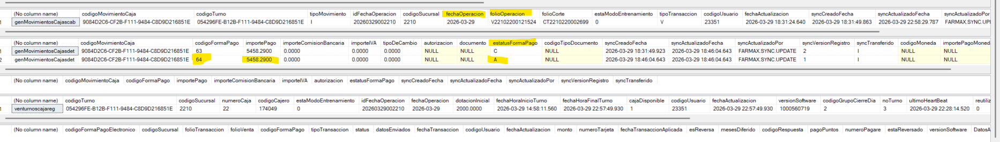 (No column name) codigoMovimientoCaja codigoTurno tipoMovimiento idFechaOperacion codigoSucursal fechaOperacion folioOperacion folioCorte estaModoEntrenamiento tipoTransaccion codigoUsuario fechaActualizacion syncCreadoFecha syncActualizadoFecha syncActualizadoPor
1 genMovimientosCajascab 9084D2C6-CF2B-F111-9484-C8D9D216851E 054296FE-B12B-F111-9484-C8D9D216851E I 20260329002210 2210 2026-03-29 V22102200121524 CT2210220002699 0 V 23351 2026-03-29 18:31:24.640 2026-03-29 18:31:49.863 2026-03-29 22:58:29.787 FARMAX.SYNC.UPI
(No column name) codigoMovimientoCaja codigoFormaPago importePago importeComisionBancaria importeIVA tipoDeCambio autorizacion documento estatusFormaPago codigoTipoDocumento syncCreadoFecha syncActualizadoFecha syncActualizadoPor syncVersionRegistro syncTransferido codigoMoneda importePagoMoned
1 genMovimientosCajasdet 9084D2C6-CF2B-F111-9484-C8D9D216851E 63 5458.2900 0.0000 0.0000 0.0000 NULL NULL C NULL 2026-03-29 18:31:49.923 2026-03-29 18:46:04.643 FARMAX.SYNC.UPDATE 2 I NULL NULL
2 genMovimientosCajasdet 9084D2C6-CF2B-F111-9484-C8D9D216851E 64 5458.2900 0.0000 0.0000 0.0000 NULL NULL A NULL 2026-03-29 18:46:04.643 2026-03-29 18:46:04.643 FARMAX.SYNC.UPDATE 1 I NULL NULL
(No column name) codigoMovimientoCaja codigoFormaPago importePago importeComisionBancaria importeIVA autorizacion estatusFormaPago syncCreadoFecha syncActualizadoFecha syncActualizadoPor syncVersionRegistro syncTransferido
(No column name) codigoTurno codigoSucursal numeroCaja codigoCajero estaModoEntrenamiento idFechaOperacion fechaOperacion dotacionInicial fechaHoraInicioTurno fechaHoraFinalTurno cajaDisponible codigoUsuario fechaActualizacion versionSoftware codigoGrupoCierreDia noTurno ultimoHeartBeat reutiliz
1 venturnoscajareg 054296FE-B12B-F111-9484-C8D9D216851E 2210 22 174049 0 20260329002210 2026-03-29 2000.0000 2026-03-29 14:58:11.560 2026-03-29 22:57:49.930 1 23351 2026-03-29 22:57:49.930 1000560719 2 3 2026-03-29 22:28:14.520 0
(No column name) codigoFormaPagoElectronico codigoSucursal folioTransaccion folioVenta codigoFormaPago tipoTransaccion status datosEnviados fechaTransaccion codigoUsuario fechaActualizacion monto numeroTarjeta fechaTransaccionAplicada esReversa mesesDiferido codigoRespuesta pagoPuntos numeroPagare estaReversado versionSoftware DatosA